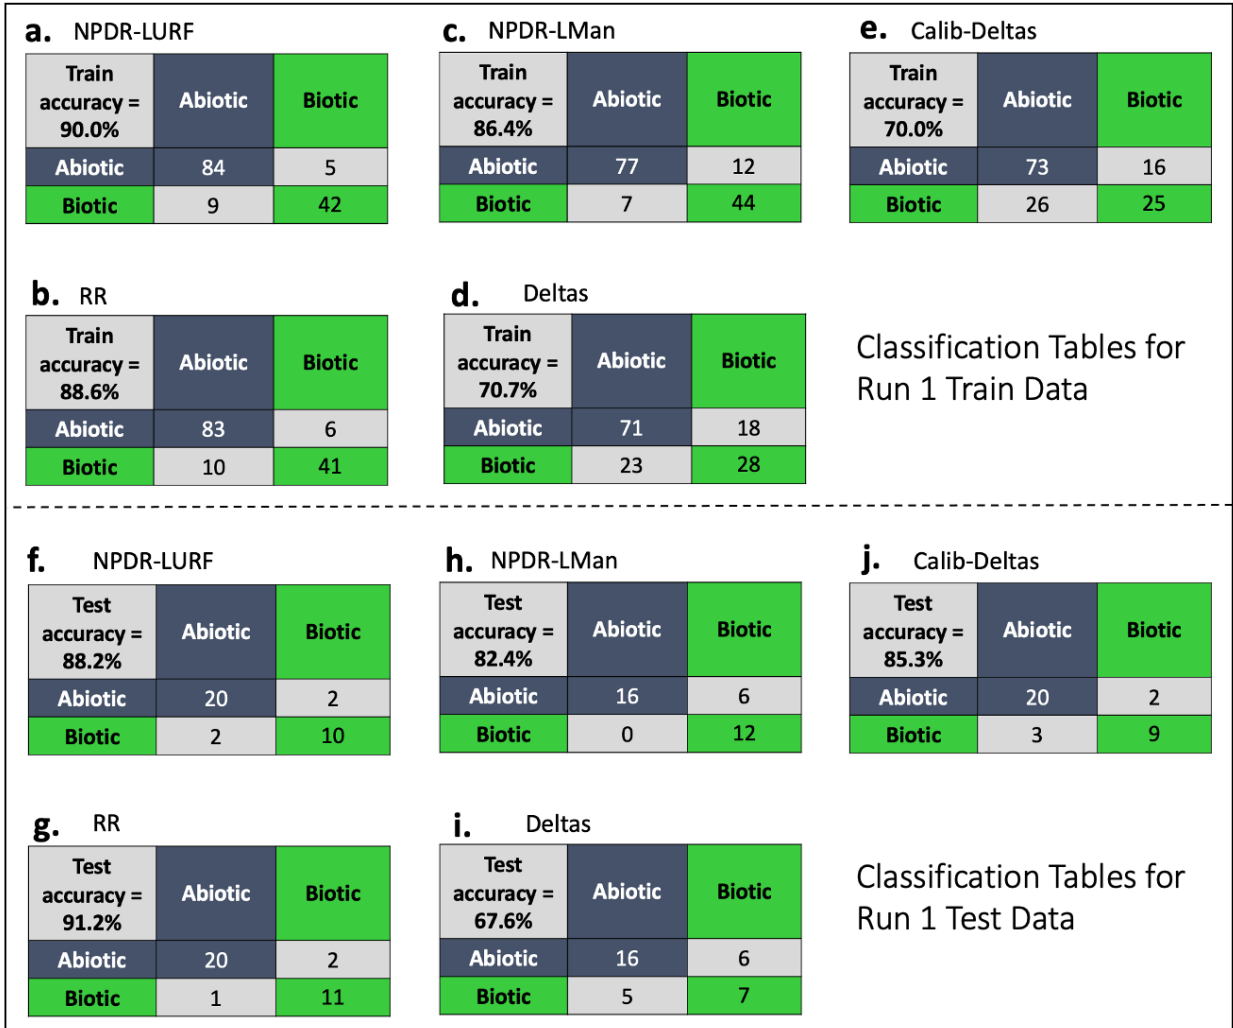 a. NPDR-LURF
Train
accuracy =
90.0%
Abiotic
Biotic
Abiotic 84 5
Biotic 9 42
c. NPDR-LMan
Train
accuracy =
86.4%
Abiotic
Biotic
Abiotic 77 12
Biotic 7 44
e. Calib-Deltas
Train
accuracy =
70.0%
Abiotic
Biotic
Abiotic 73 16
Biotic 26 25
b. RR
Train
accuracy =
88.6%
Abiotic
Biotic
Abiotic 83 6
Biotic 10 41
d. Deltas
Train
accuracy =
70.7%
Abiotic
Biotic
Abiotic 71 18
Biotic 23 28
Classification Tables for
Run 1 Train Data
f. NPDR-LURF
Test
accuracy =
88.2%
Abiotic
Biotic
Abiotic 20 2
Biotic 2 10
h. NPDR-LMan
Test
accuracy =
82.4%
Abiotic
Biotic
Abiotic 16 6
Biotic 0 12
j. Calib-Deltas
Test
accuracy =
85.3%
Abiotic
Biotic
Abiotic 20 2
Biotic 3 9
g. RR
Test
accuracy =
91.2%
Abiotic
Biotic
Abiotic 20 2
Biotic 1 11
i. Deltas
Test
accuracy =
67.6%
Abiotic
Biotic
Abiotic 16 6
Biotic 5 7
Classification Tables for
Run 1 Test Data